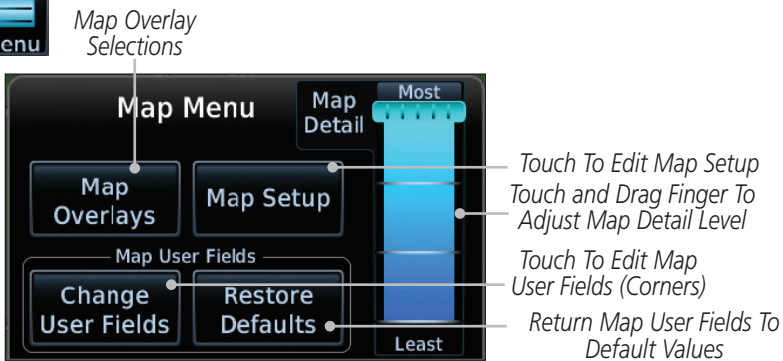 enu
Map Overlay
Selections
Map Menu
Map
Detail
Most
Map
Overlays
Map Setup
Map User Fields
Change
User Fields
Restore
Defaults
Least
Touch To Edit Map Setup
Touch and Drag Finger To
Adjust Map Detail Level
Touch To Edit Map
User Fields (Corners)
Return Map User Fields To
Default Values